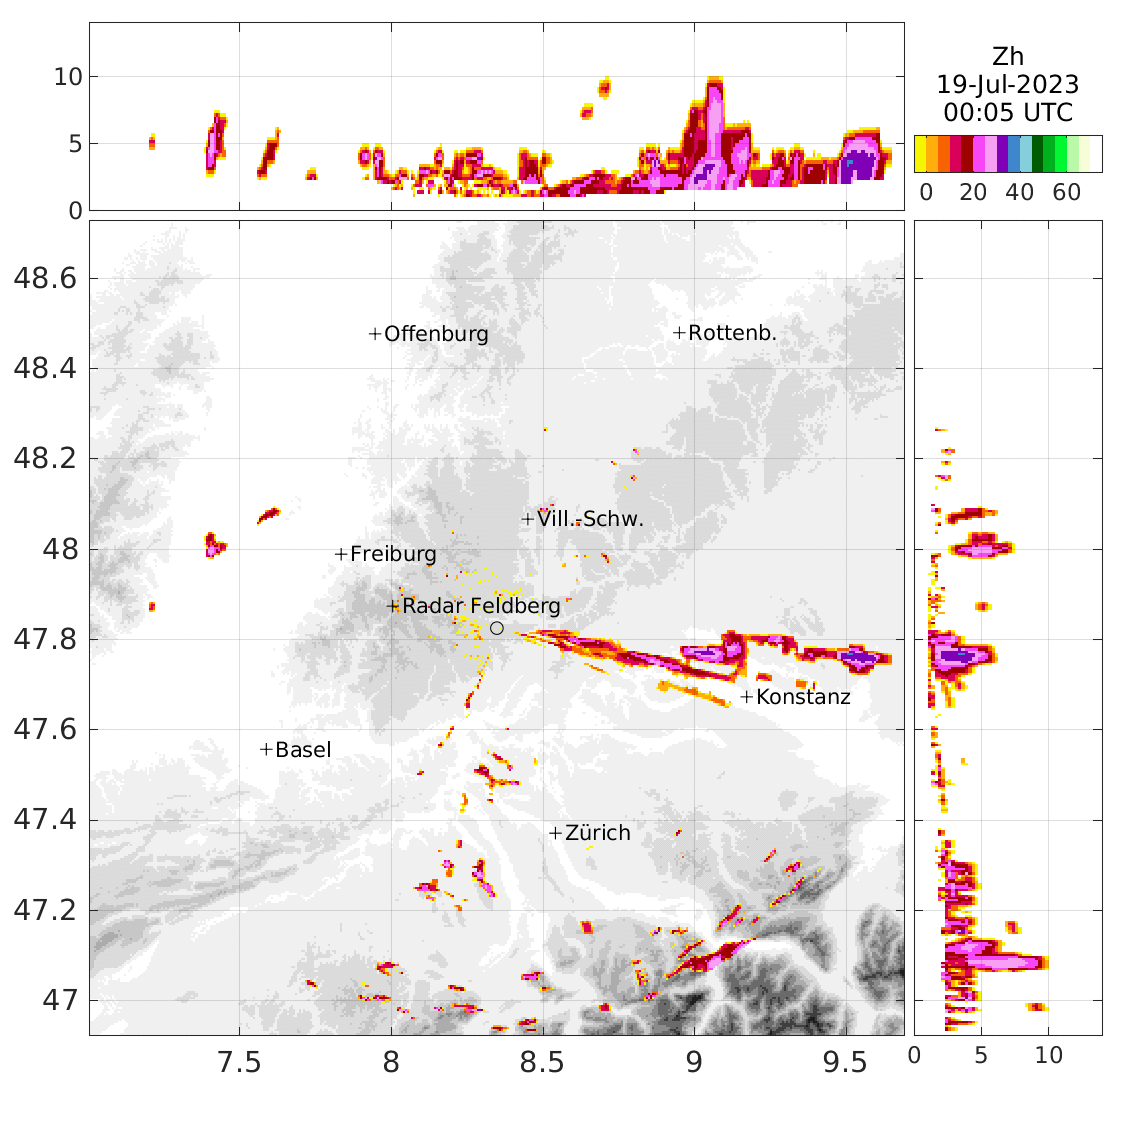 10
5
0
Zh
19-Jul-2023
00:05 UTC
0 20 40 60
48.6
48.4
48.2
48
47.8
47.6
47.4
47.2
47
+Offenburg
+Rottenb.
+Vill.-Schw.
+Freiburg
+Radar Feldberg
+Konstanz
+Basel
+Zürich
7.5 8 8.5 9 9.5
0 5 10